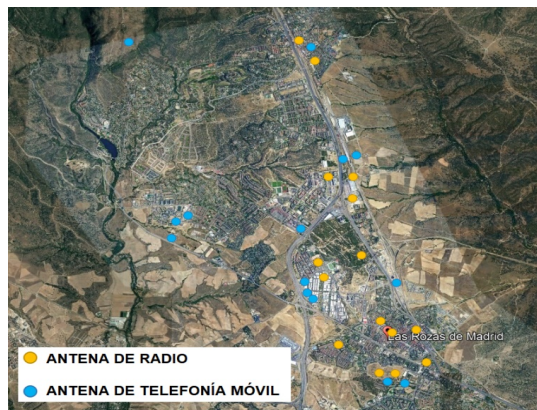 Las Rozas de Madrid
ANTENA DE RADIO
ANTENA DE TELEFONÍA MÓVIL